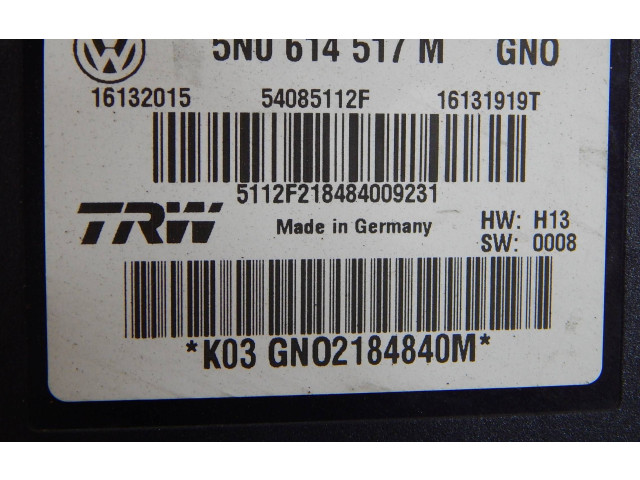 5N0 614 517 M GNO
16132015 54085112F 16131919T
5112F218484009231
TRW Made in Germany HW: H13
SW: 0008
*K03 GNO2184840M*